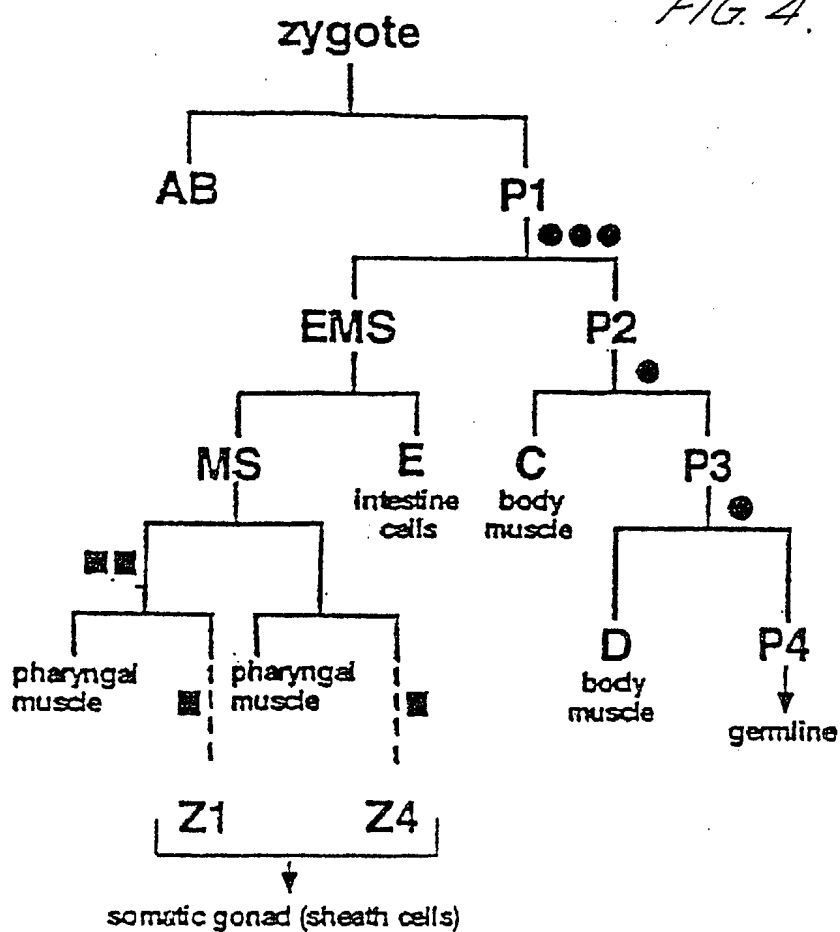 FIG. 4.
zygote
AB
P1
EMS
P2
MS
E
intestine
cells
C
body
muscle
P3
pharyngal
muscle
pharyngal
muscle
D
body
muscle
P4
germline
Z1
Z4
somatic gonad (sheath cells)